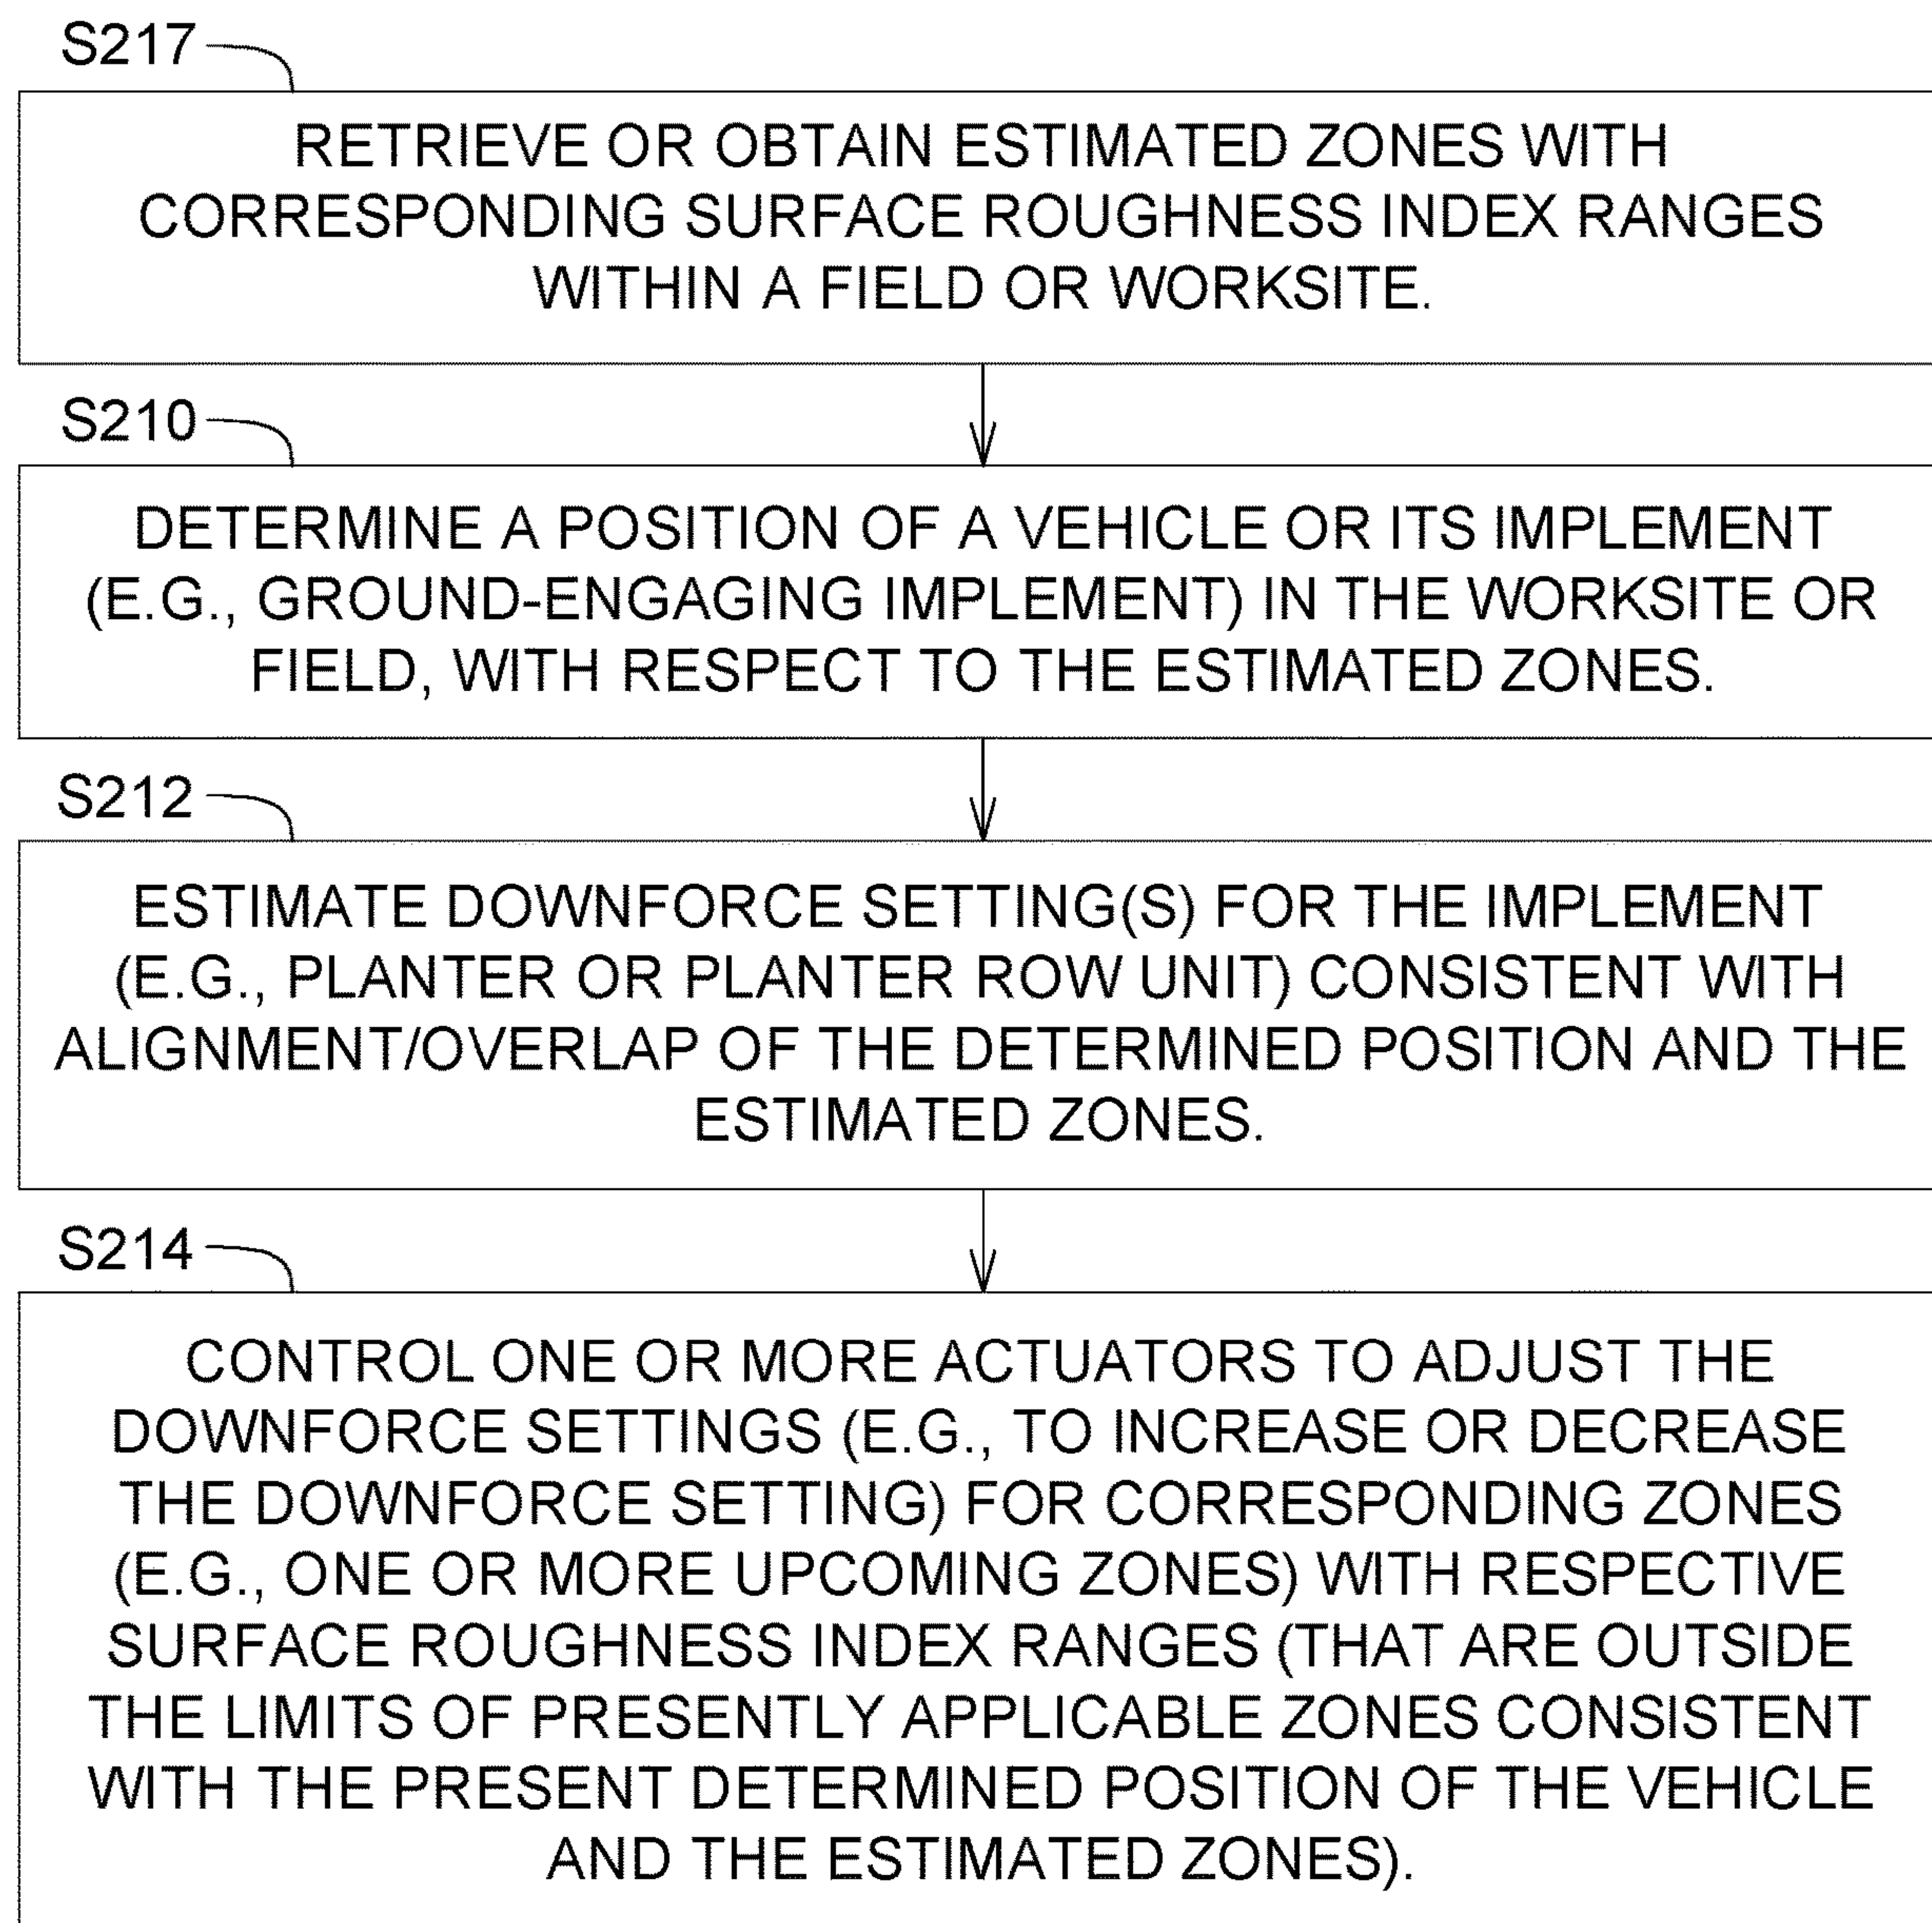 S217
RETRIEVE OR OBTAIN ESTIMATED ZONES WITH
CORRESPONDING SURFACE ROUGHNESS INDEX RANGES
WITHIN A FIELD OR WORKSITE.
S210
DETERMINE A POSITION OF A VEHICLE OR ITS IMPLEMENT
(E.G., GROUND-ENGAGING IMPLEMENT) IN THE WORKSITE OR
FIELD, WITH RESPECT TO THE ESTIMATED ZONES.
S212
ESTIMATE DOWNFORCE SETTING(S) FOR THE IMPLEMENT
(E.G., PLANTER OR PLANTER ROW UNIT) CONSISTENT WITH
ALIGNMENT/OVERLAP OF THE DETERMINED POSITION AND THE
ESTIMATED ZONES.
S214
CONTROL ONE OR MORE ACTUATORS TO ADJUST THE
DOWNFORCE SETTINGS (E.G., TO INCREASE OR DECREASE
THE DOWNFORCE SETTING) FOR CORRESPONDING ZONES
(E.G., ONE OR MORE UPCOMING ZONES) WITH RESPECTIVE
SURFACE ROUGHNESS INDEX RANGES (THAT ARE OUTSIDE
THE LIMITS OF PRESENTLY APPLICABLE ZONES CONSISTENT
WITH THE PRESENT DETERMINED POSITION OF THE VEHICLE
AND THE ESTIMATED ZONES).